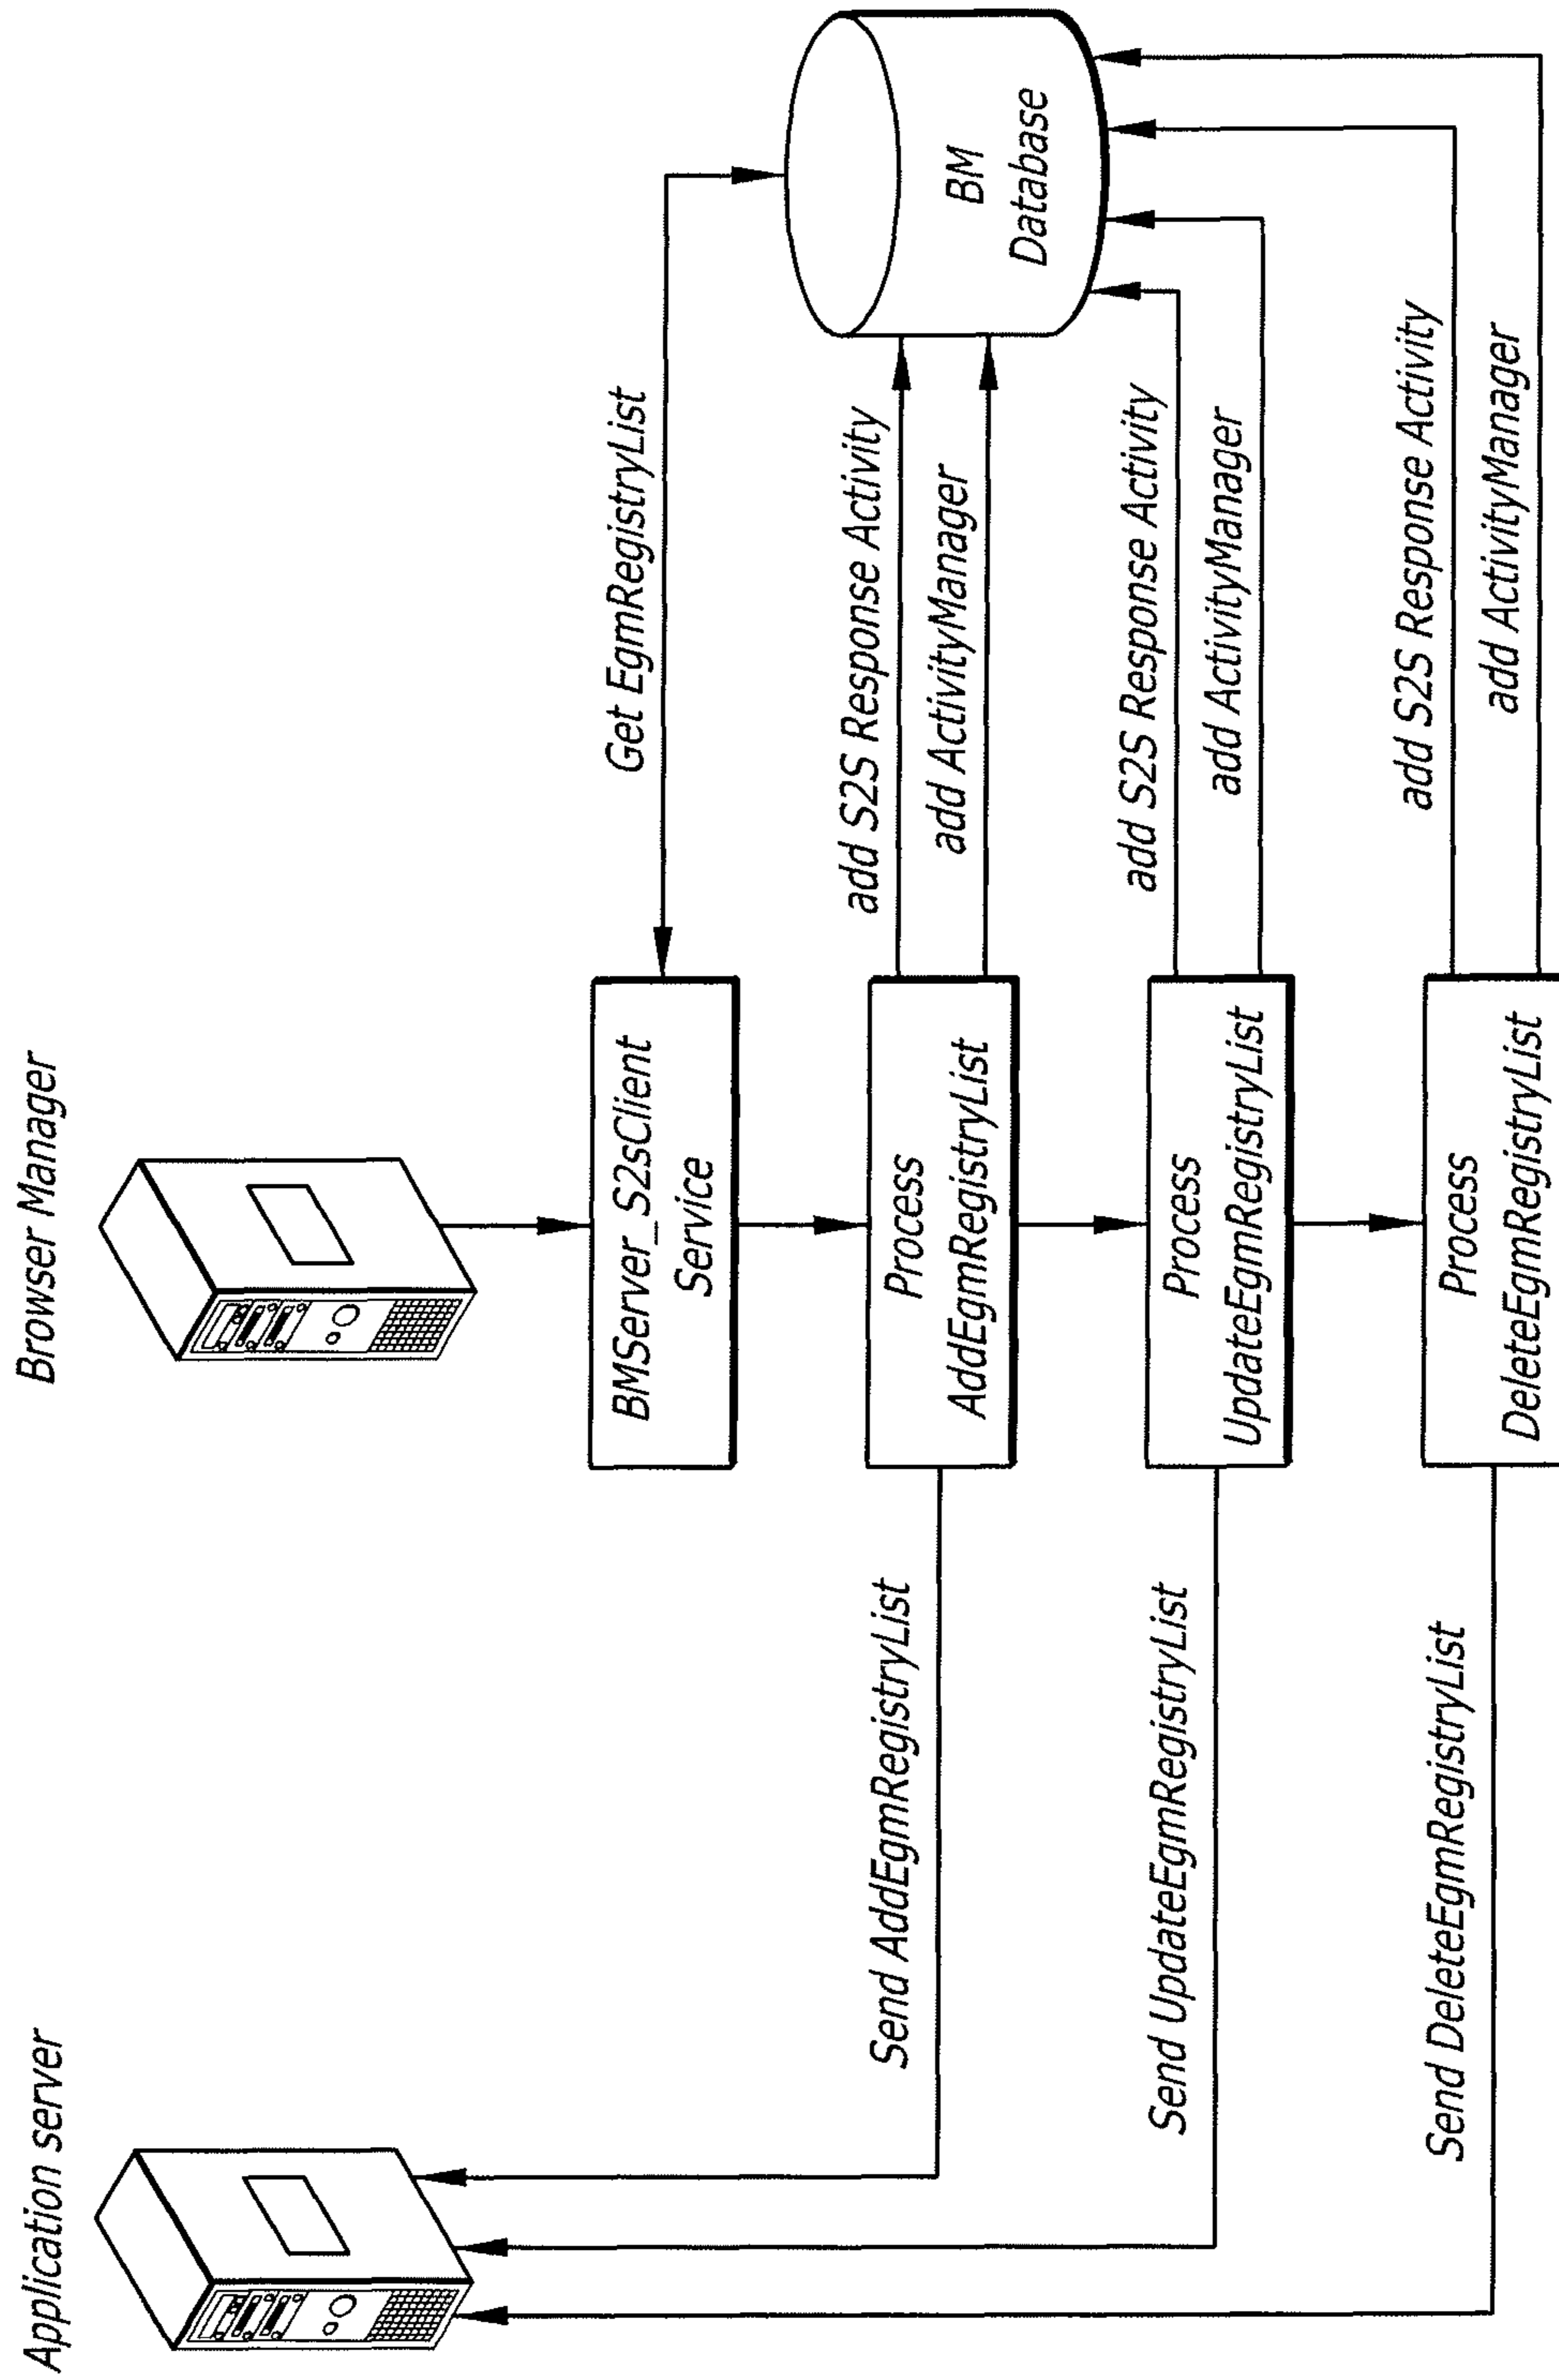 Application server
Browser Manager
BMServer_S2sClient
Service
Get EgmRegistryList
BM
Database
Send AddEgmRegistryList
Process
AddEgmRegistryList
add S2S Response Activity
add ActivityManager
Send UpdateEgmRegistryList
Process
UpdateEgmRegistryList
add S2S Response Activity
add ActivityManager
Send DeleteEgmRegistryList
Process
DeleteEgmRegistryList
add S2S Response Activity
add ActivityManager